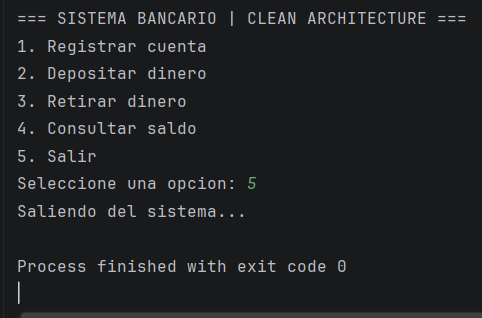 === SISTEMA BANCARIO | CLEAN ARCHITECTURE ===
1. Registrar cuenta
2. Depositar dinero
3. Retirar dinero
4. Consultar saldo
5. Salir
Seleccione una opcion: 5
Saliendo del sistema...
Process finished with exit code 0